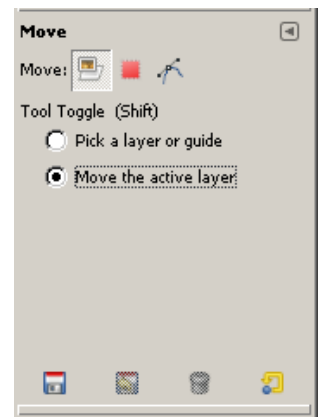 Move
Move:
Tool Toggle (Shift)
Pick a layer or guide
Move the active layer